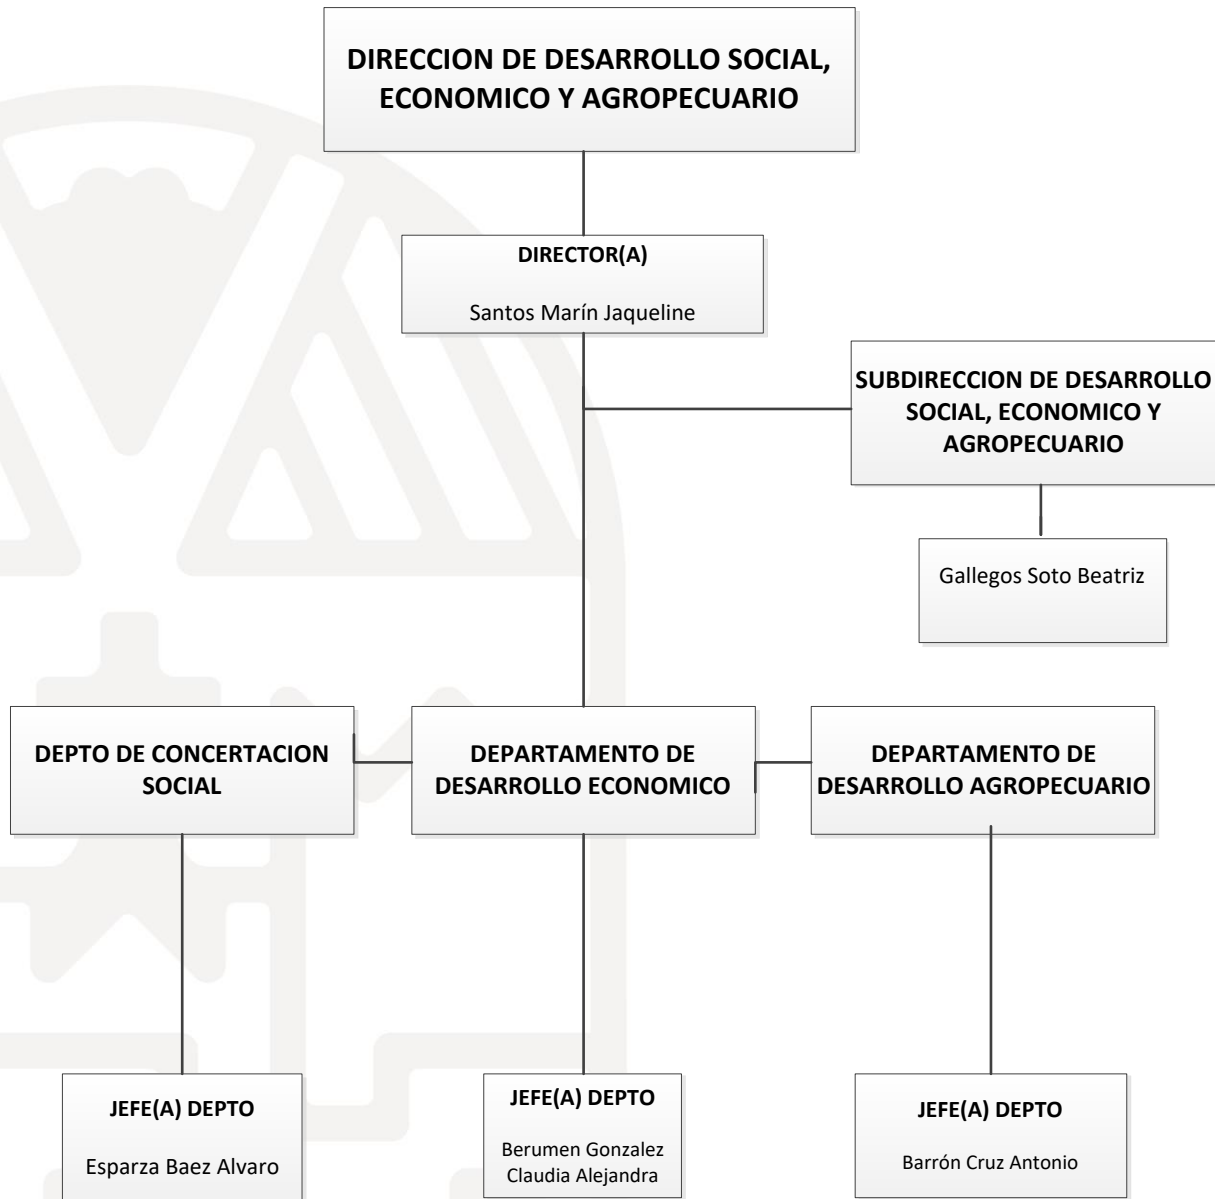 DIRECCION DE DESARROLLO SOCIAL,
ECONOMICO Y AGROPECUARIO
DIRECTOR(A)
Santos Marín Jaqueline
SUBDIRECCION DE DESARROLLO
SOCIAL, ECONOMICO Y
AGROPECUARIO
Gallegos Soto Beatriz
DEPTO DE CONCERTACION
SOCIAL
DEPARTAMENTO DE
DESARROLLO ECONOMICO
DEPARTAMENTO DE
DESARROLLO AGROPECUARIO
JEFE(A) DEPTO
Esparza Baez Alvaro
JEFE(A) DEPTO
Berumen Gonzalez
Claudia Alejandra
JEFE(A) DEPTO
Barrón Cruz Antonio